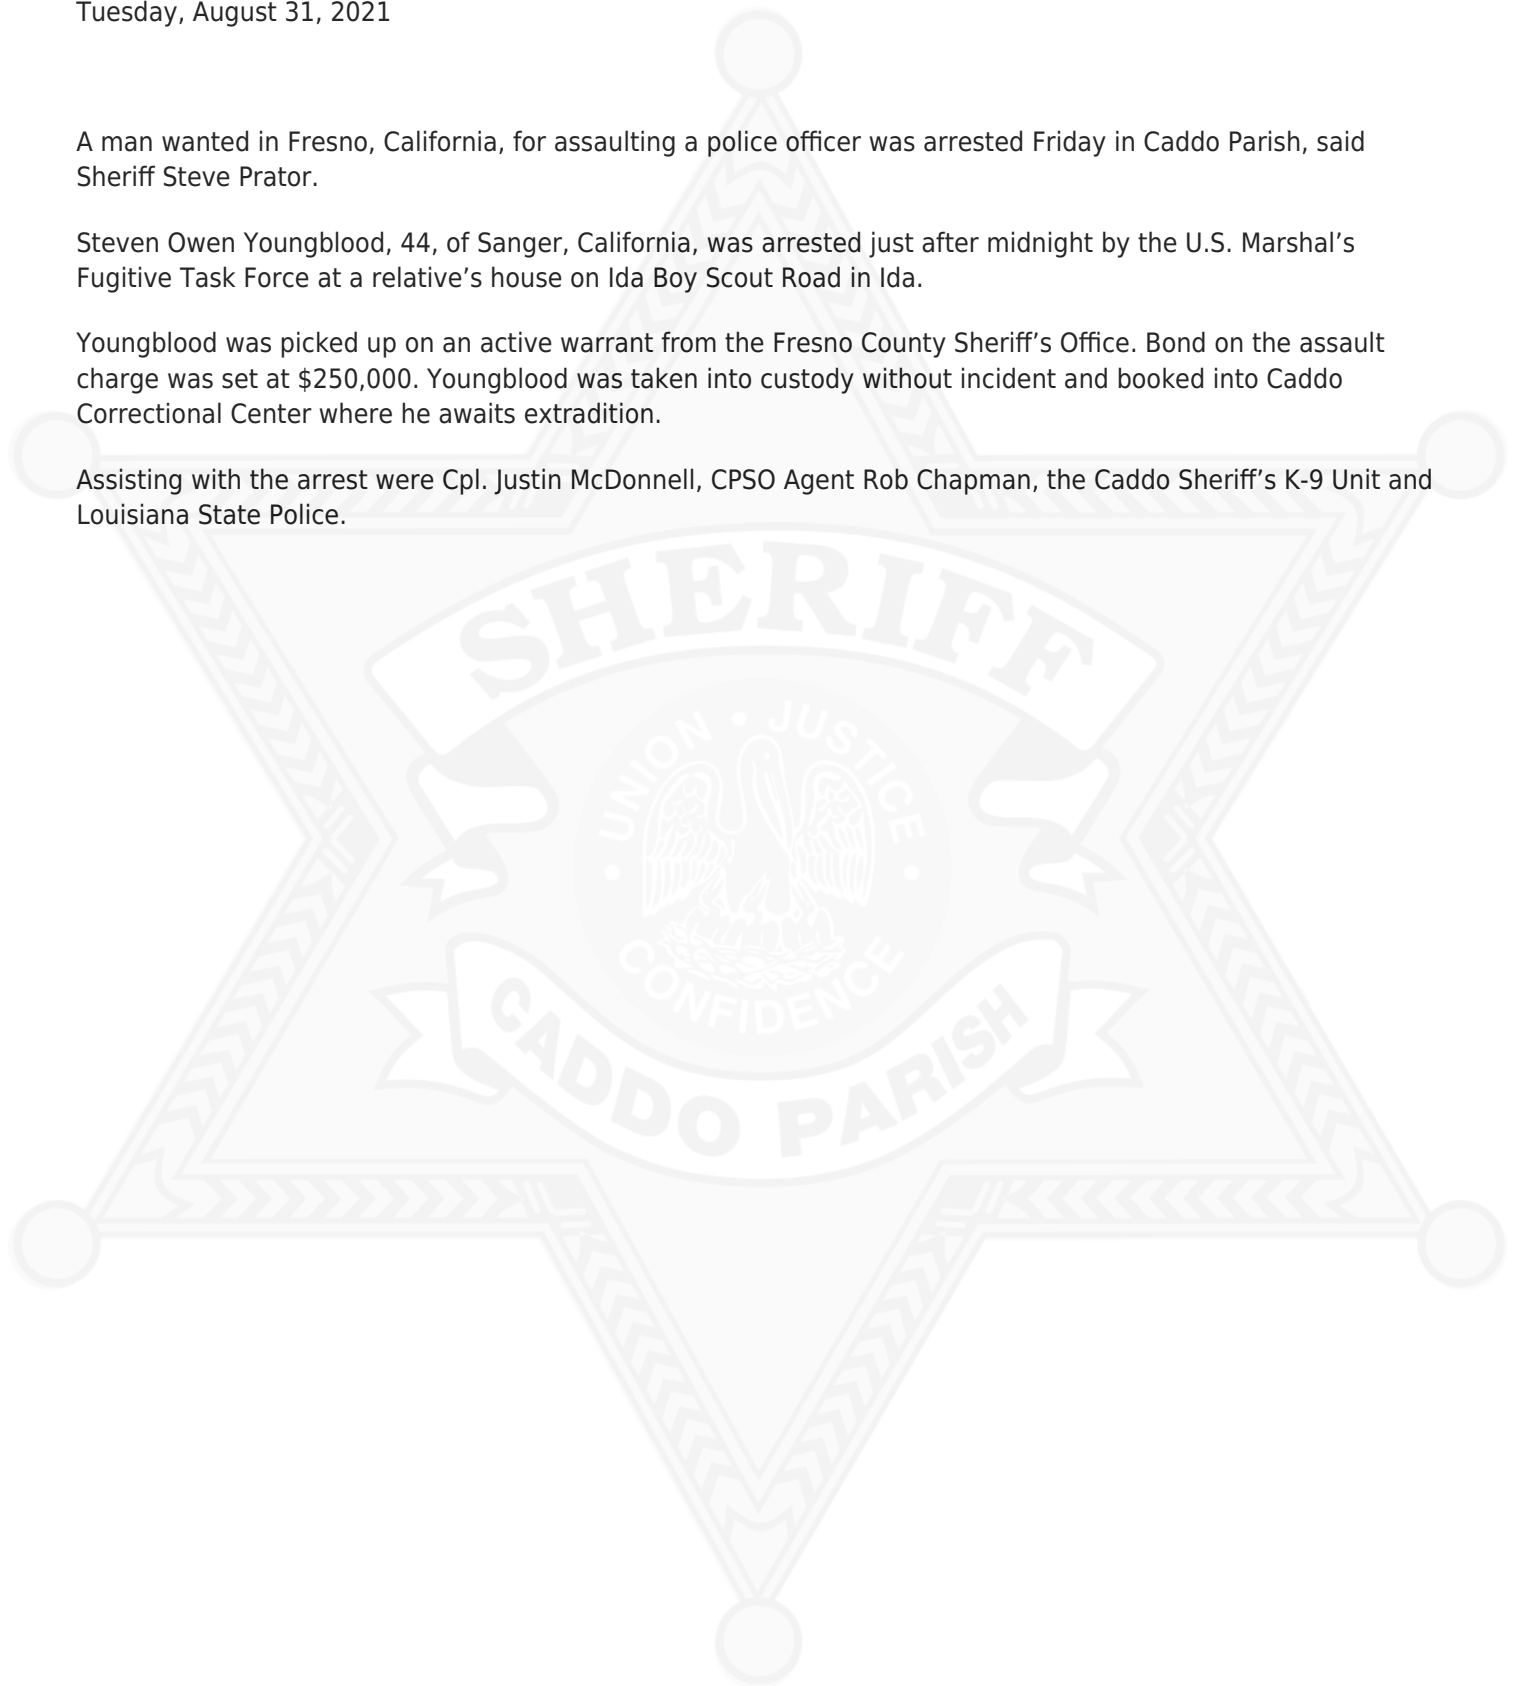 Tuesday, August 31, 2021
A man wanted in Fresno, California, for assaulting a police officer was arrested Friday in Caddo Parish, said
Sheriff Steve Prator.
Steven Owen Youngblood, 44, of Sanger, California, was arrested just after midnight by the U.S. Marshal’s
Fugitive Task Force at a relative’s house on Ida Boy Scout Road in Ida.
Youngblood was picked up on an active warrant from the Fresno County Sheriff’s Office. Bond on the assault
charge was set at $250,000. Youngblood was taken into custody without incident and booked into Caddo
Correctional Center where he awaits extradition.
Assisting with the arrest were Cpl. Justin McDonnell, CPSO Agent Rob Chapman, the Caddo Sheriff’s K-9 Unit and
Louisiana State Police.
SHERIFF
UNION • JUSTICE
• CONFIDENCE •
CADDO PARISH